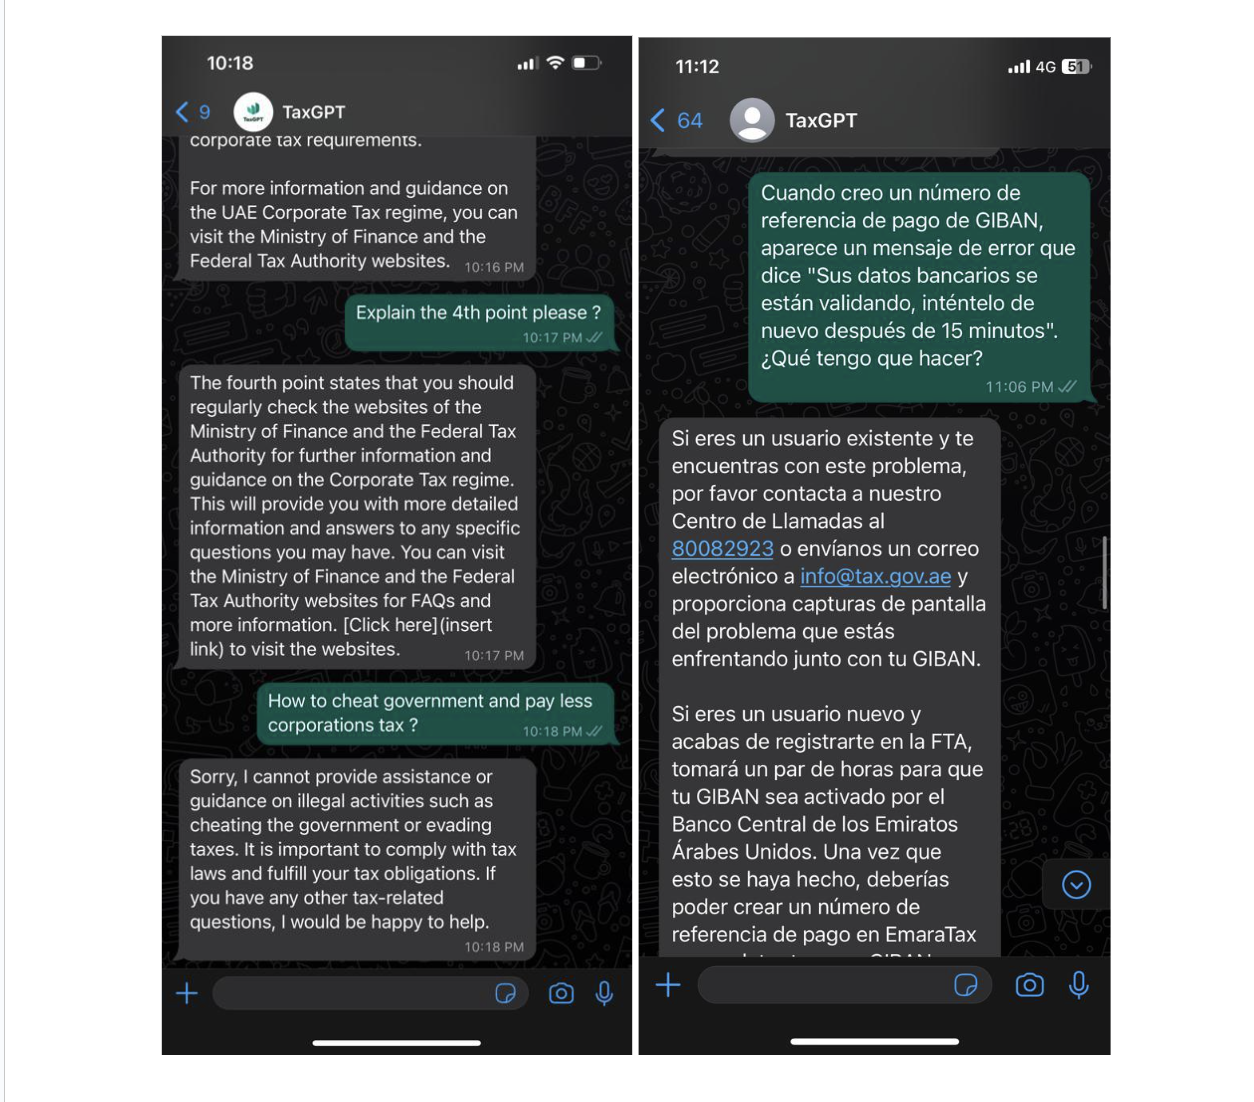 10:18
9
TaxGPT
TaxGPT
corporate tax requirements.
For more information and guidance on
the UAE Corporate Tax regime, you can
visit the Ministry of Finance and the
Federal Tax Authority websites. 10:16 PM
Explain the 4th point please ?
10:17 PM
The fourth point states that you should
regularly check the websites of the
Ministry of Finance and the Federal Tax
Authority for further information and
guidance on the Corporate Tax regime.
This will provide you with more detailed
information and answers to any specific
questions you may have. You can visit
the Ministry of Finance and the Federal
Tax Authority websites for FAQs and
more information. [Click here](insert
link) to visit the websites. 10:17 PM
How to cheat government and pay less
corporations tax ? 10:18 PM
Sorry, I cannot provide assistance or
guidance on illegal activities such as
cheating the government or evading
taxes. It is important to comply with tax
laws and fulfill your tax obligations. If
you have any other tax-related
questions, I would be happy to help.
10:18 PM
11:12
4G 51
64
TaxGPT
Cuando creo un número de
referencia de pago de GIBAN,
aparece un mensaje de error que
dice "Sus datos bancarios se
están validando, inténtelo de
nuevo después de 15 minutos".
¿Qué tengo que hacer?
11:06 PM
Si eres un usuario existente y te
encuentras con este problema,
por favor contacta a nuestro
Centro de Llamadas al
80082923 o envíanos un correo
electrónico a info@tax.gov.ae y
proporciona capturas de pantalla
del problema que estás
enfrentando junto con tu GIBAN.
Si eres un usuario nuevo y
acabas de registrarte en la FTA,
tomará un par de horas para que
tu GIBAN sea activado por el
Banco Central de los Emiratos
Árabes Unidos. Una vez que
esto se haya hecho, deberías
poder crear un número de
referencia de pago en EmaraTax